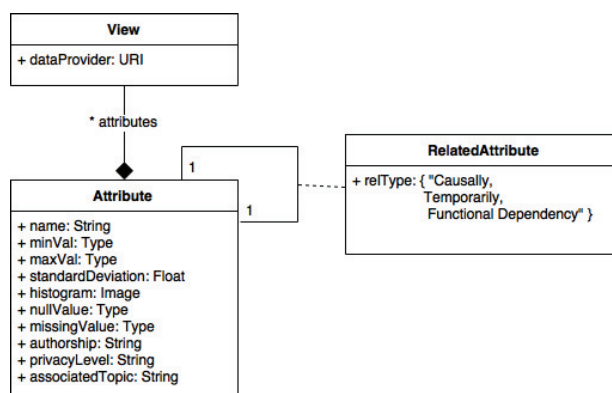 View
+ dataProvider: URI
* attributes
1
1
Attribute
+ name: String
+ minVal: Type
+ maxVal: Type
+ standardDeviation: Float
+ histogram: Image
+ nullValue: Type
+ missingValue: Type
+ authorship: String
+ privacyLevel: String
+ associatedTopic: String
RelatedAttribute
+ relType: { "Causally,
Temporarily,
Functional Dependency" }